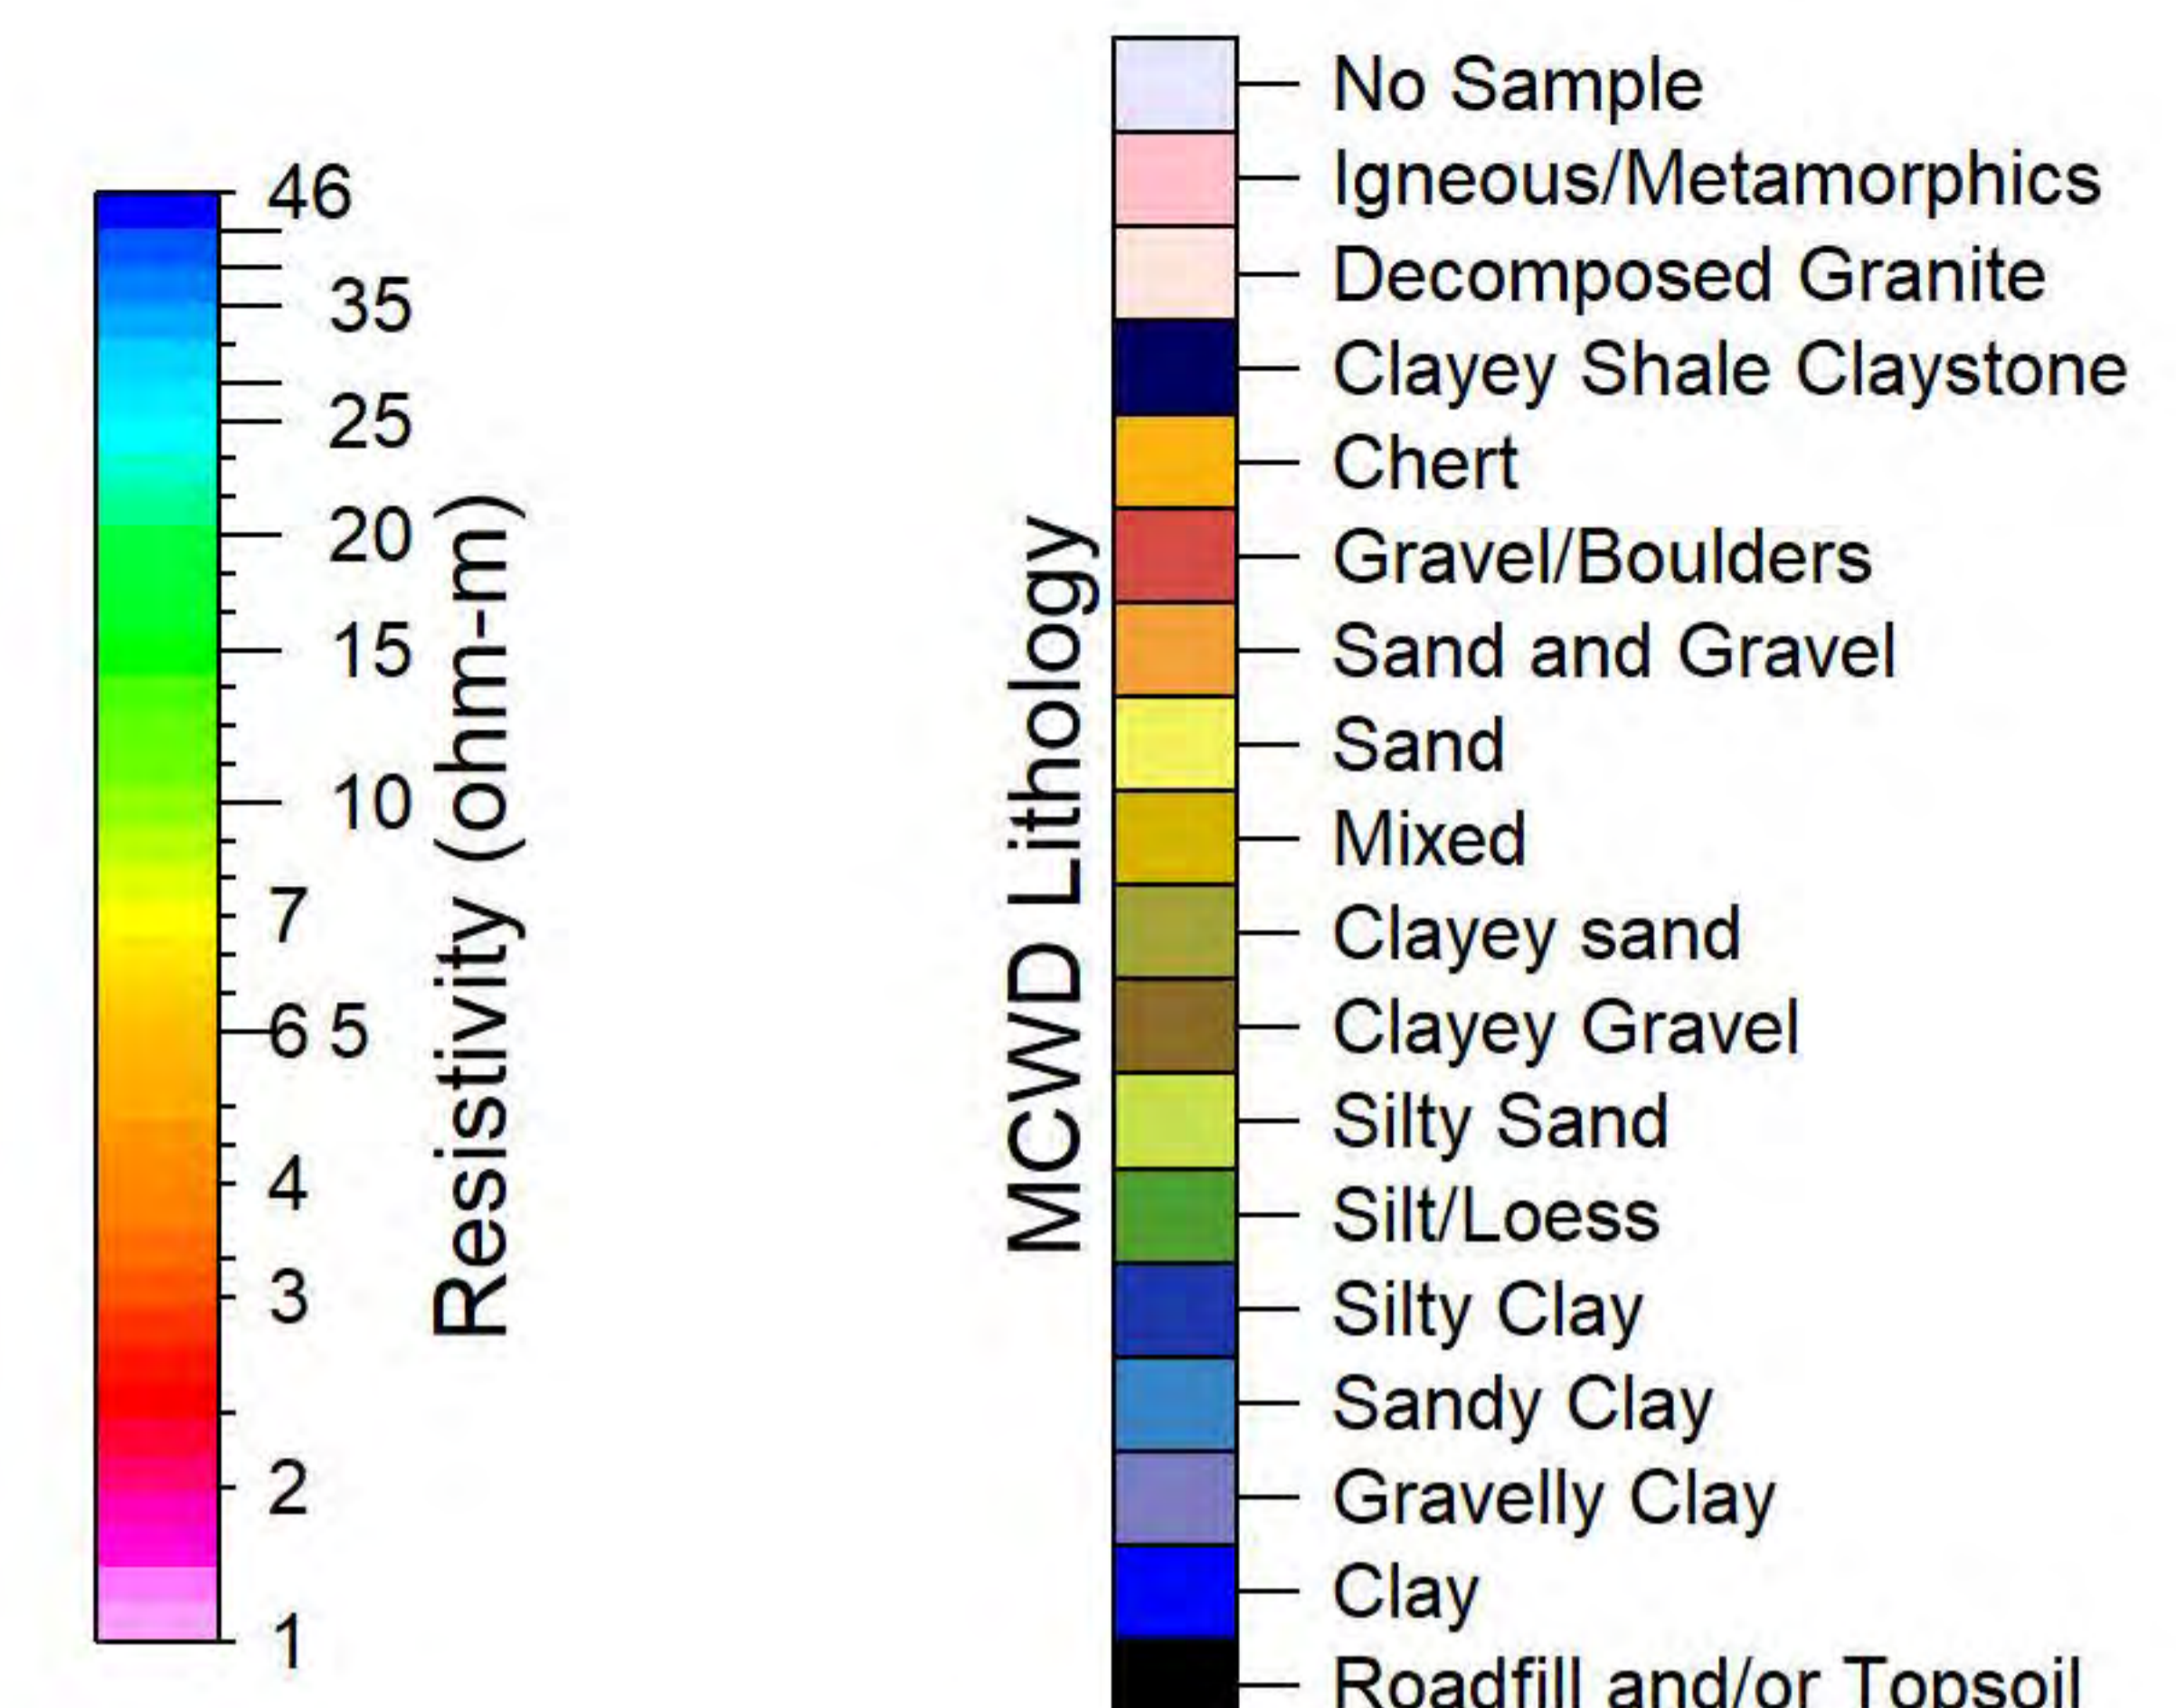 46
35
25
20
15
10
7
6 5
4
3
2
1
Resistivity (ohm-m)
MCWD Lithology
No Sample
Igneous/Metamorphics
Decomposed Granite
Clayey Shale Claystone
Chert
Gravel/Boulders
Sand and Gravel
Sand
Mixed
Clayey sand
Clayey Gravel
Silty Sand
Silt/Loess
Silty Clay
Sandy Clay
Gravelly Clay
Clay
Roadfill and/or Topsoil